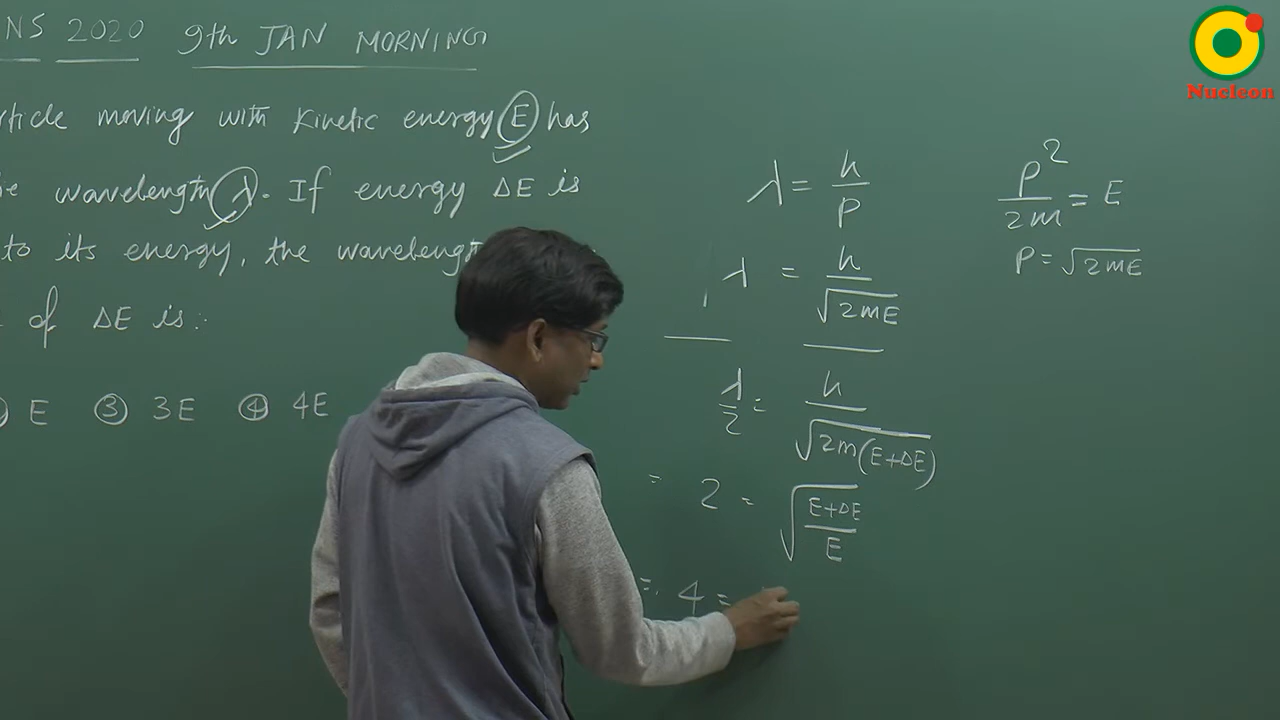 NS 2020 9th JAN MORNING
rticle moving with kinetic energy E has
wavelength λ. If energy ΔE is
to its energy, the wavelength
of ΔE is:
E ③ 3E ④ 4E
λ = h/P
λ = h/√2mE
λ/2 = h/√2m(E+ΔE)
= 2 = √(E+ΔE)/E
4 =
P²/2m = E
P = √2mE
Nucleon